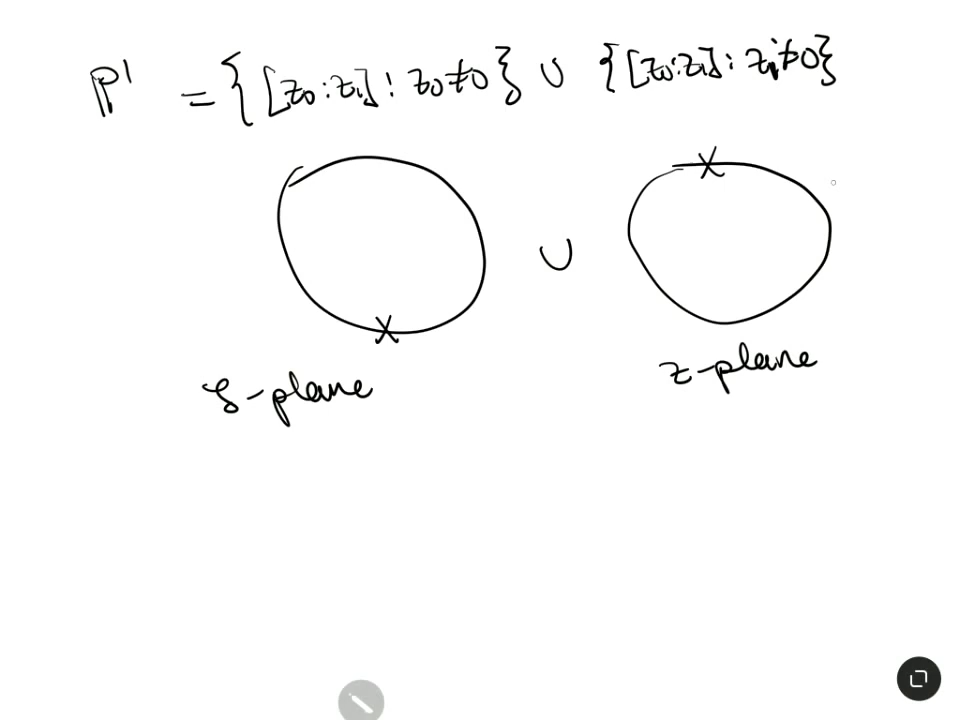 P¹ = {[z₀:z₁] : z₀≠0} ∪ {[z₀:z₁] : z₁≠0}
x
∪
x
ζ-plane
z-plane